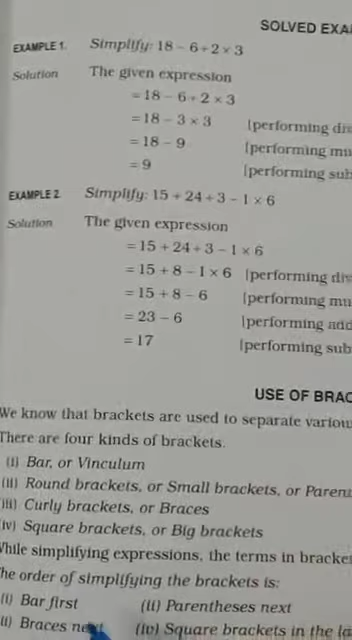 SOLVED EXA
EXAMPLE 1. Simplify: 18 − 6 ÷ 2 × 3
Solution The given expression
= 18 − 6 ÷ 2 × 3
= 18 − 3 × 3 [performing div
= 18 − 9 [performing mu
= 9 [performing sub
EXAMPLE 2. Simplify: 15 + 24 ÷ 3 − 1 × 6
Solution The given expression
= 15 + 24 ÷ 3 − 1 × 6
= 15 + 8 − 1 × 6 [performing div
= 15 + 8 − 6 [performing mu
= 23 − 6 [performing add
= 17 [performing sub
USE OF BRAC
We know that brackets are used to separate variou
There are four kinds of brackets.
(i) Bar, or Vinculum
(ii) Round brackets, or Small brackets, or Paren
(iii) Curly brackets, or Braces
(iv) Square brackets, or Big brackets
While simplifying expressions, the terms in bracke
The order of simplifying the brackets is:
(i) Bar first (ii) Parentheses next
(iii) Braces next (iv) Square brackets in the la